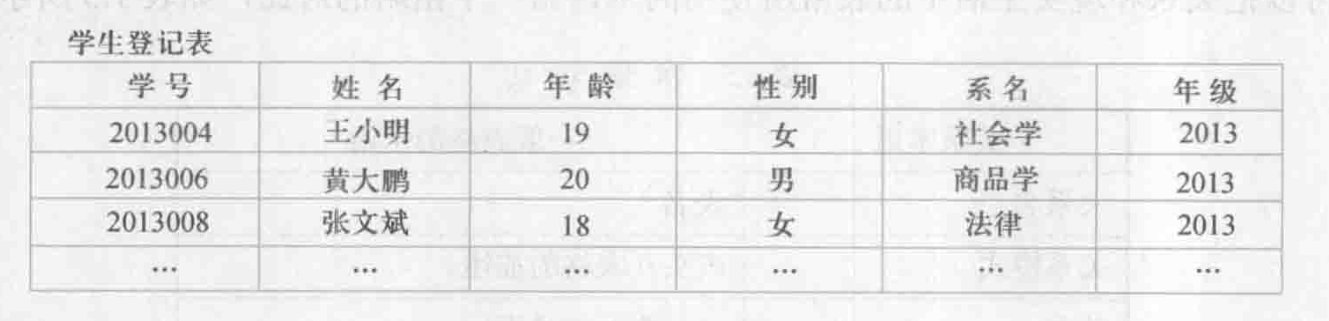 学生登记表
学号 姓名 年龄 性别 系名 年级
2013004 王小明 19 女 社会学 2013
2013006 黄大鹏 20 男 商品学 2013
2013008 张文斌 18 女 法律 2013
… … … … … …